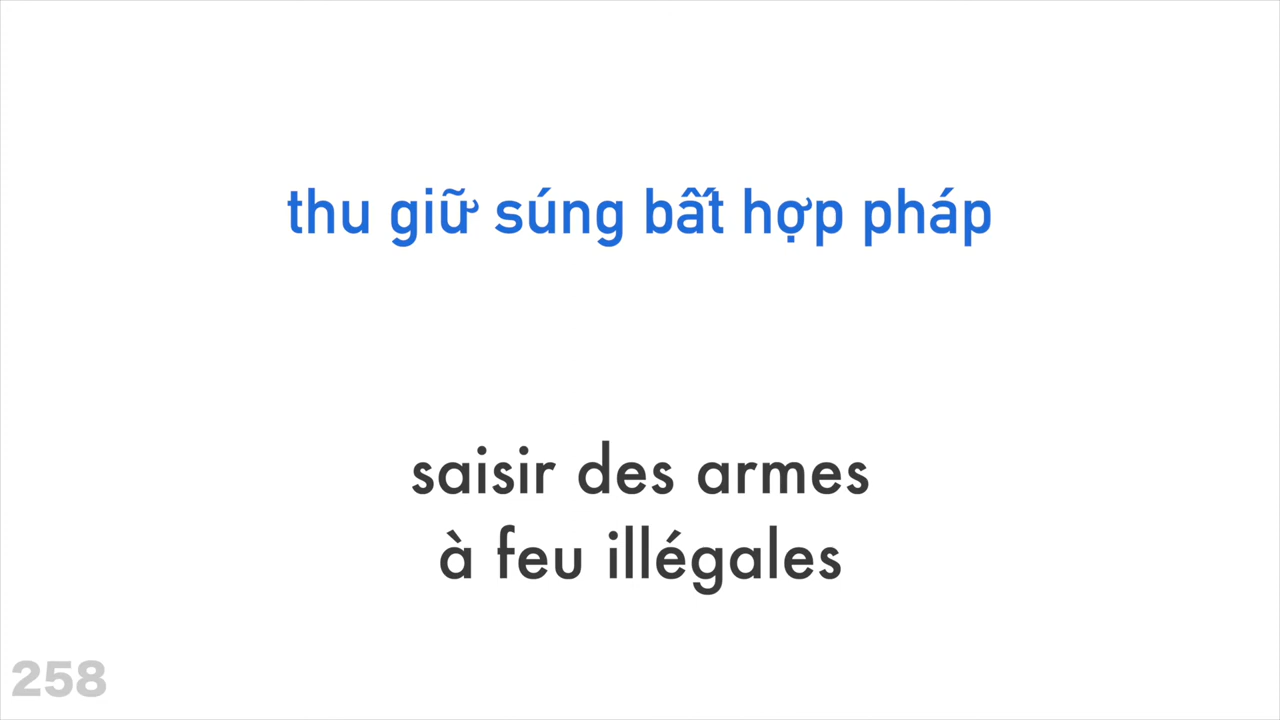 thu giữ súng bất hợp pháp
saisir des armes
à feu illégales
258